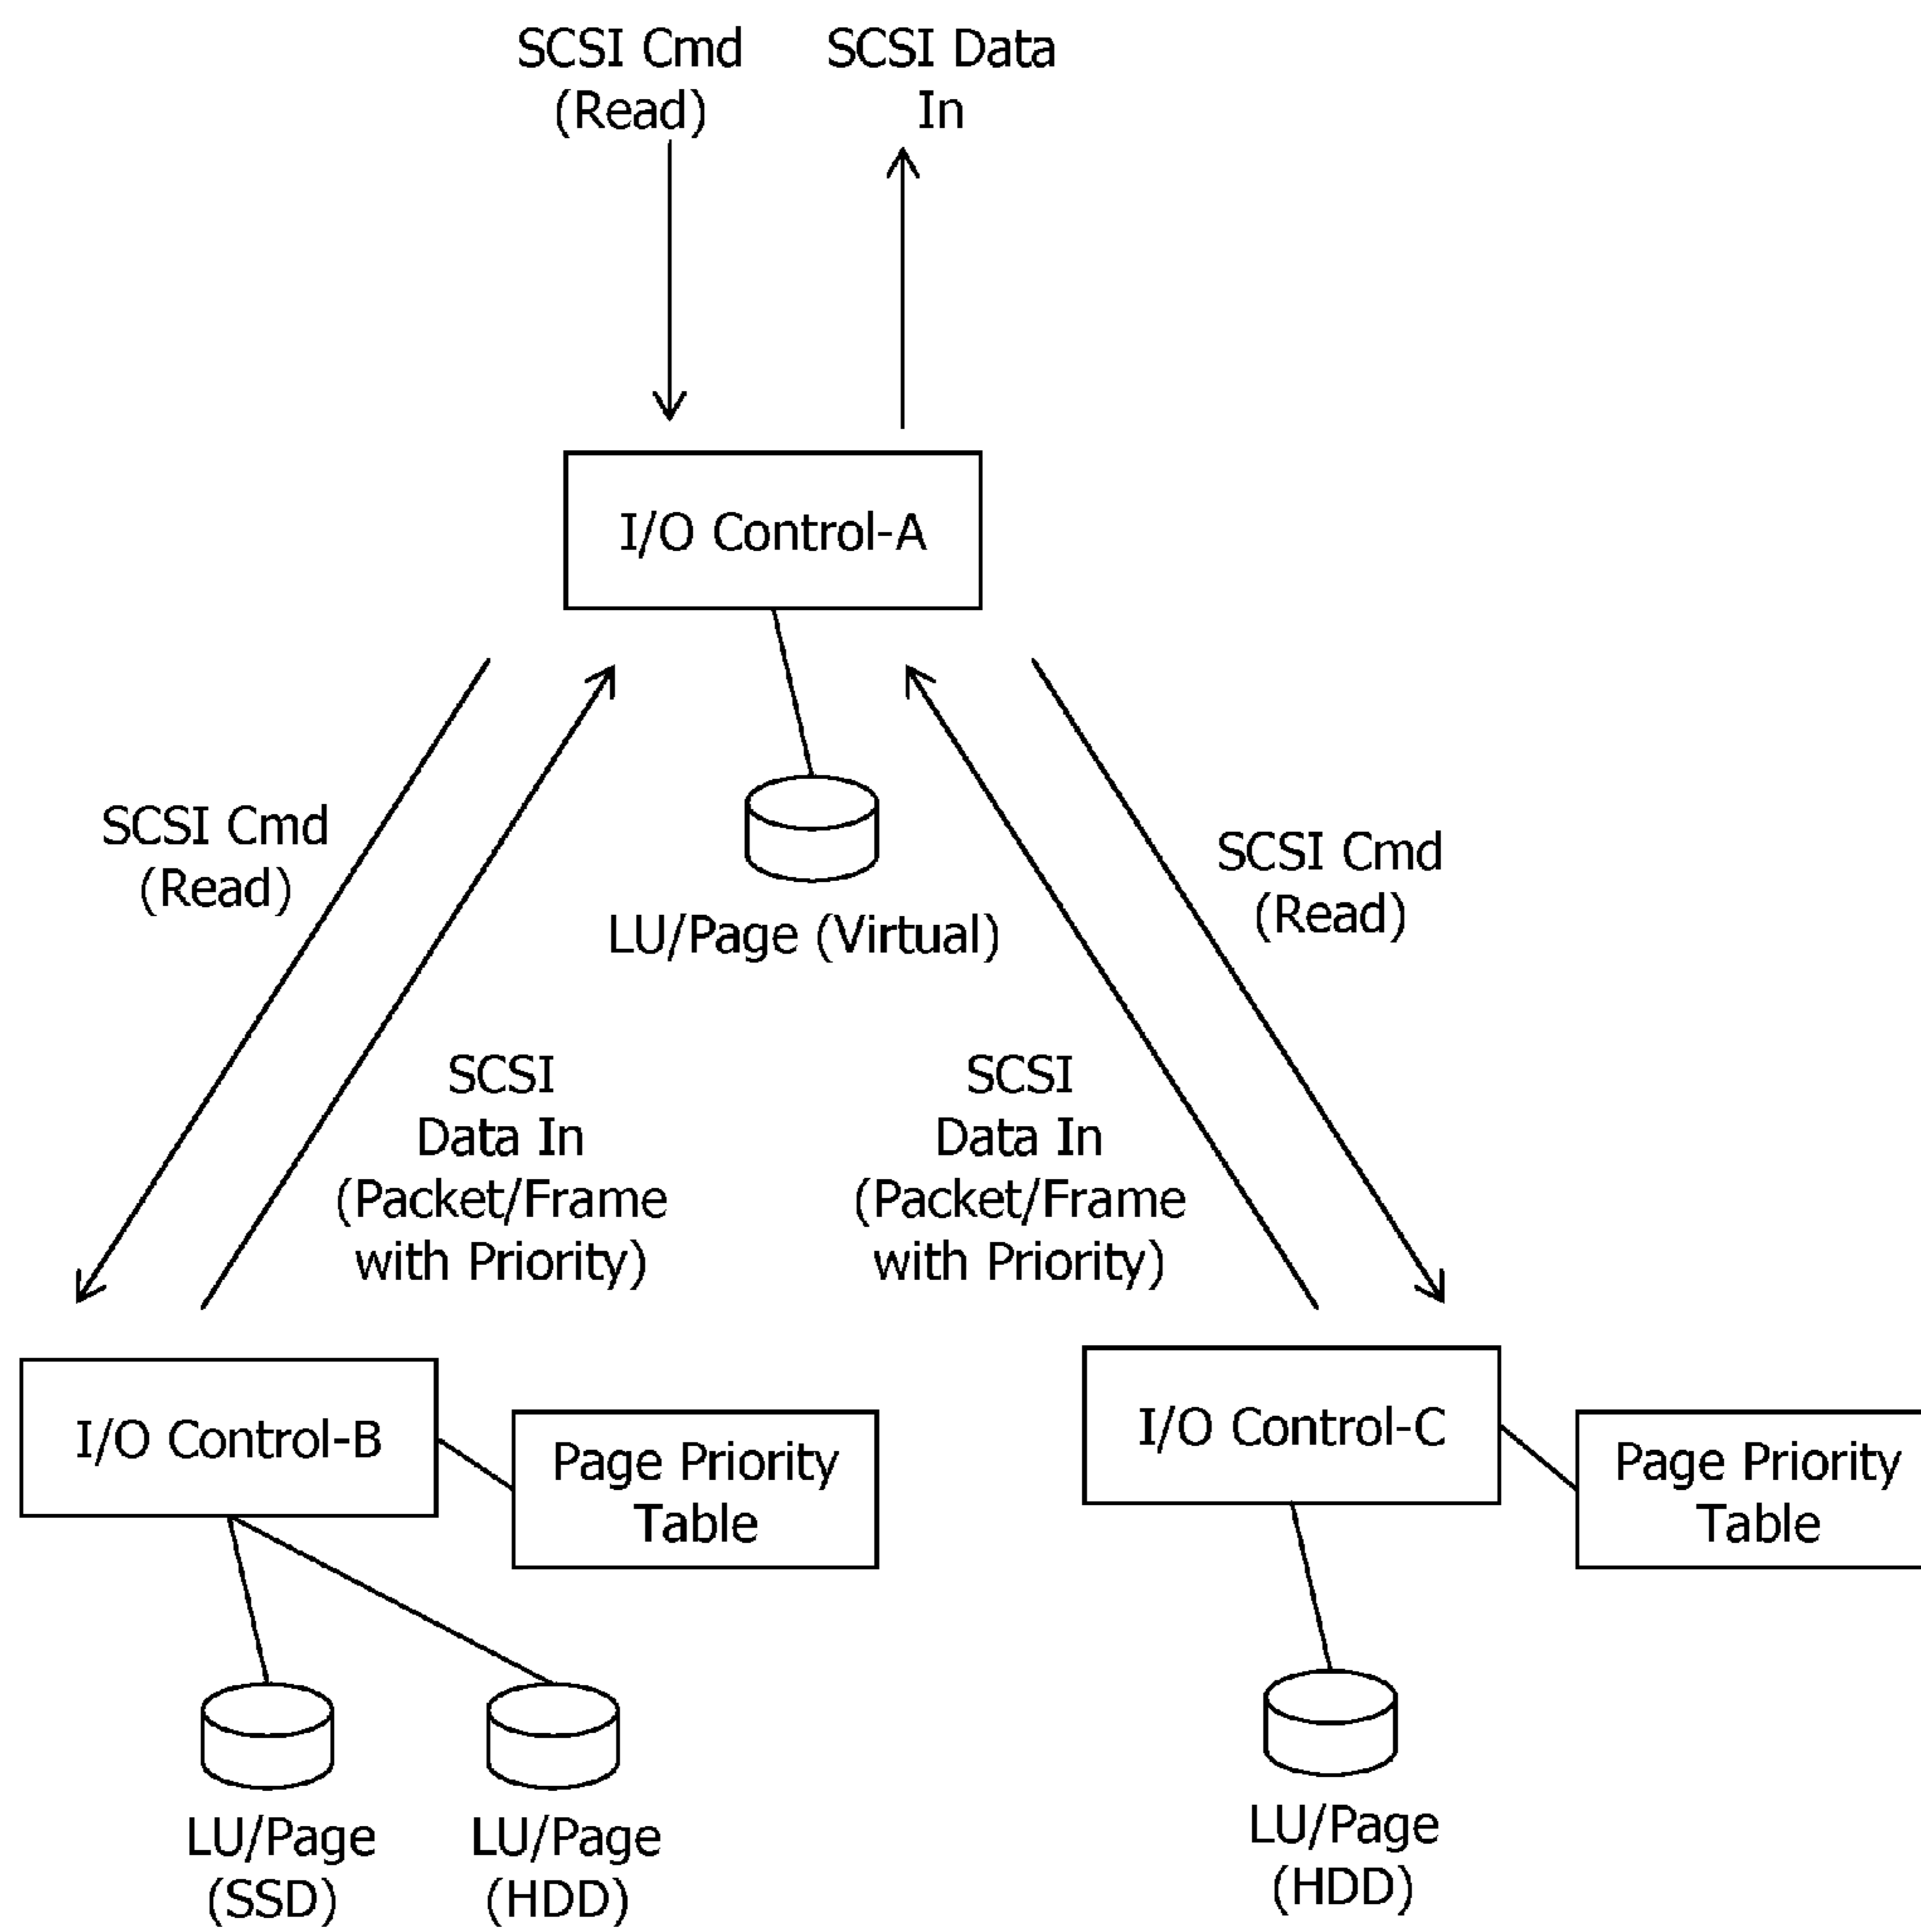 SCSI Cmd
(Read)
SCSI Data
In
I/O Control-A
SCSI Cmd
(Read)
LU/Page (Virtual)
SCSI Cmd
(Read)
SCSI
Data In
(Packet/Frame
with Priority)
SCSI
Data In
(Packet/Frame
with Priority)
I/O Control-B
Page Priority
Table
I/O Control-C
Page Priority
Table
LU/Page
(SSD)
LU/Page
(HDD)
LU/Page
(HDD)